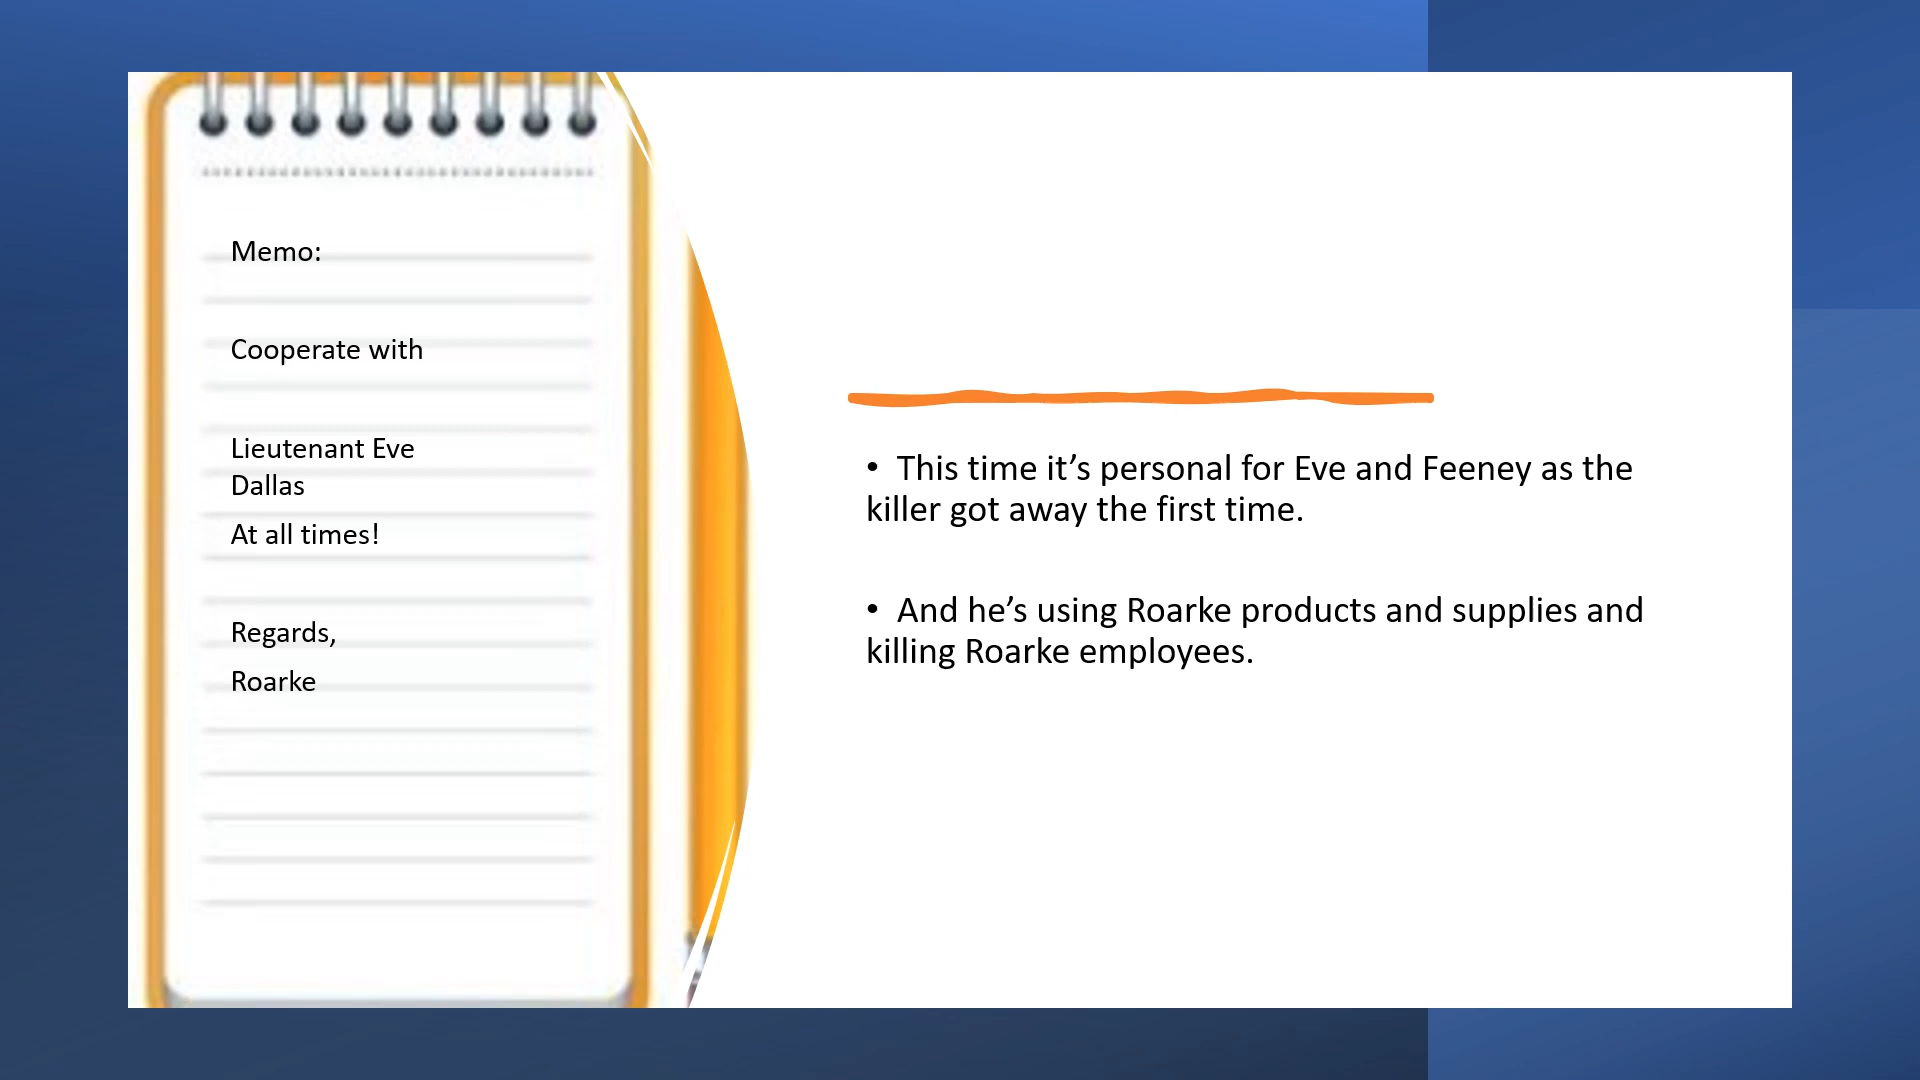 Memo:
Cooperate with
Lieutenant Eve
Dallas
At all times!
Regards,
Roarke
• This time it’s personal for Eve and Feeney as the
killer got away the first time.
• And he’s using Roarke products and supplies and
killing Roarke employees.